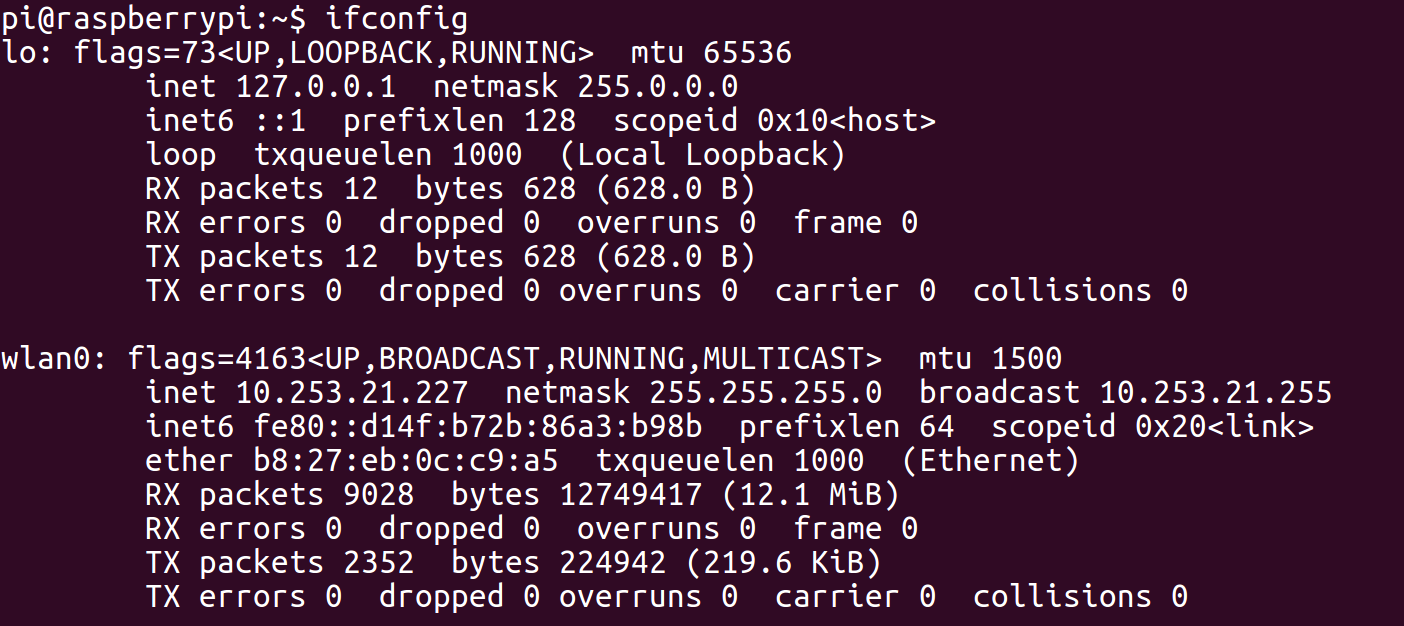 pi@raspberrypi:~$ ifconfig
lo: flags=73<UP,LOOPBACK,RUNNING>  mtu 65536
        inet 127.0.0.1  netmask 255.0.0.0
        inet6 ::1  prefixlen 128  scopeid 0x10<host>
        loop  txqueuelen 1000  (Local Loopback)
        RX packets 12  bytes 628 (628.0 B)
        RX errors 0  dropped 0  overruns 0  frame 0
        TX packets 12  bytes 628 (628.0 B)
        TX errors 0  dropped 0 overruns 0  carrier 0  collisions 0

wlan0: flags=4163<UP,BROADCAST,RUNNING,MULTICAST>  mtu 1500
        inet 10.253.21.227  netmask 255.255.255.0  broadcast 10.253.21.255
        inet6 fe80::d14f:b72b:86a3:b98b  prefixlen 64  scopeid 0x20<link>
        ether b8:27:eb:0c:c9:a5  txqueuelen 1000  (Ethernet)
        RX packets 9028  bytes 12749417 (12.1 MiB)
        RX errors 0  dropped 0  overruns 0  frame 0
        TX packets 2352  bytes 224942 (219.6 KiB)
        TX errors 0  dropped 0 overruns 0  carrier 0  collisions 0